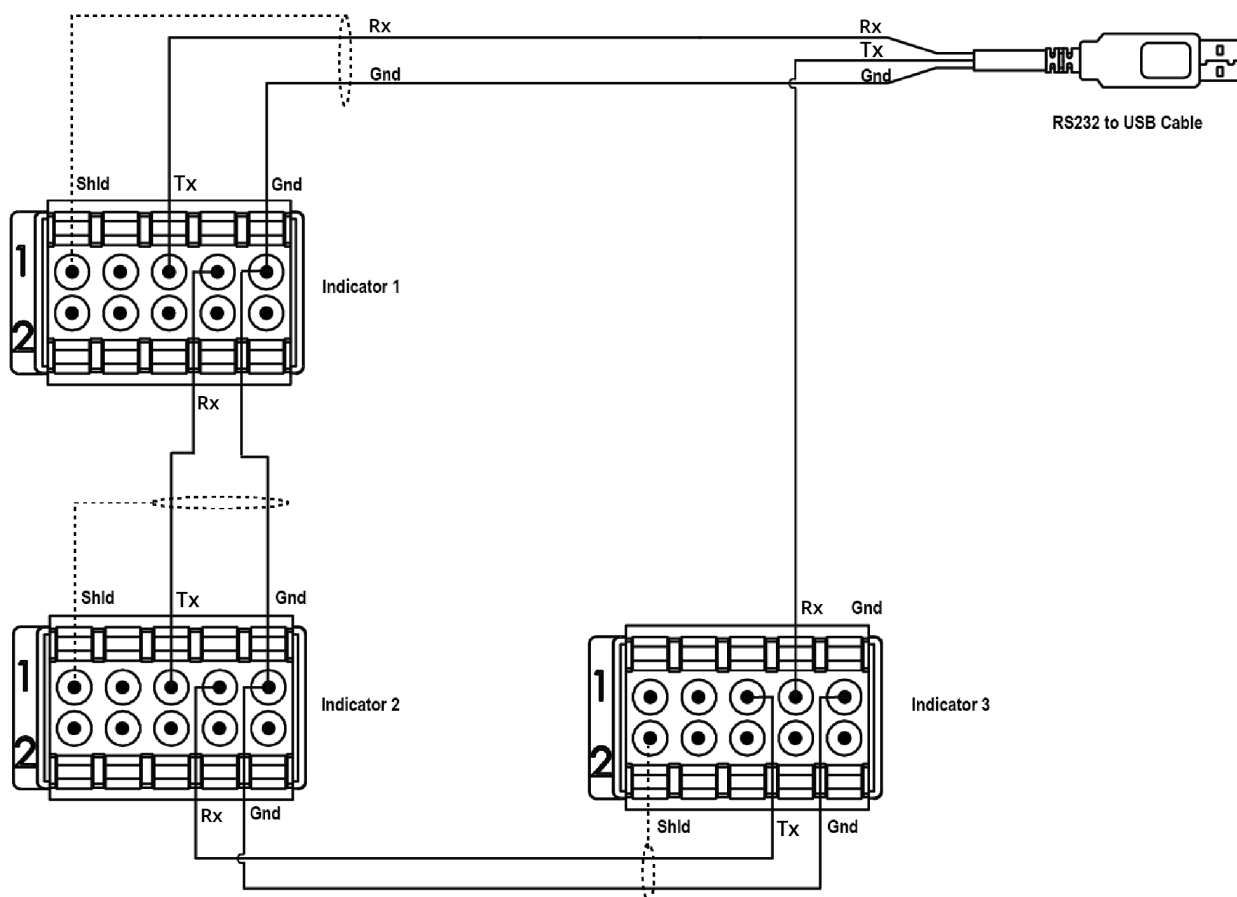 Rx
Rx
Tx
Gnd
Gnd
RS232 to USB Cable
Shld
Tx
Gnd
1
2
Indicator 1
Rx
Shld
Tx
Gnd
1
2
Indicator 2
Rx
Gnd
Rx
Gnd
1
2
Indicator 3
Shld
Tx
Gnd